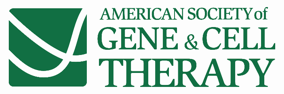 AMERICAN SOCIETY of
GENE & CELL
THERAPY